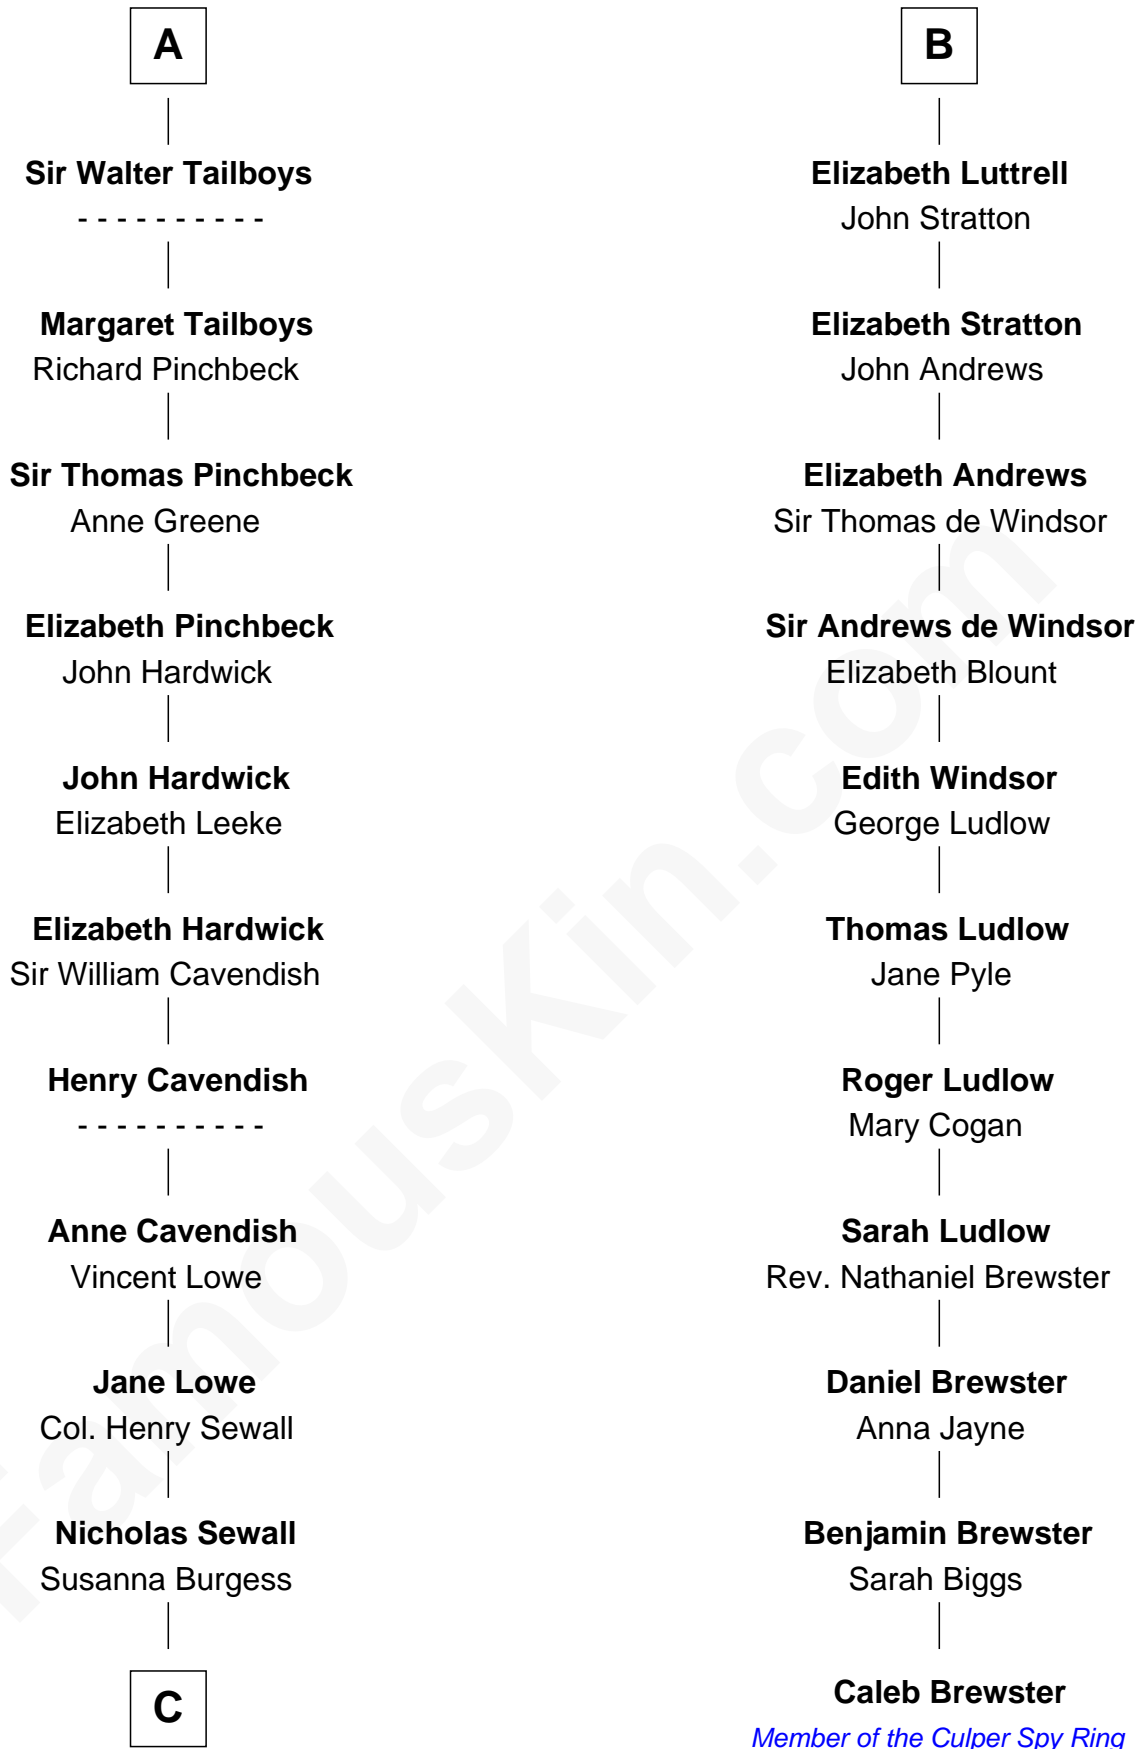 A
Sir Walter Tailboys
- - - - - - - - - -
Margaret Tailboys
Richard Pinchbeck
Sir Thomas Pinchbeck
Anne Greene
Elizabeth Pinchbeck
John Hardwick
John Hardwick
Elizabeth Leeke
Elizabeth Hardwick
Sir William Cavendish
Henry Cavendish
- - - - - - - - - -
Anne Cavendish
Vincent Lowe
Jane Lowe
Col. Henry Sewall
Nicholas Sewall
Susanna Burgess
C
B
Elizabeth Luttrell
John Stratton
Elizabeth Stratton
John Andrews
Elizabeth Andrews
Sir Thomas de Windsor
Sir Andrews de Windsor
Elizabeth Blount
Edith Windsor
George Ludlow
Thomas Ludlow
Jane Pyle
Roger Ludlow
Mary Cogan
Sarah Ludlow
Rev. Nathaniel Brewster
Daniel Brewster
Anna Jayne
Benjamin Brewster
Sarah Biggs
Caleb Brewster
Member of the Culper Spy Ring
FamousKin.com